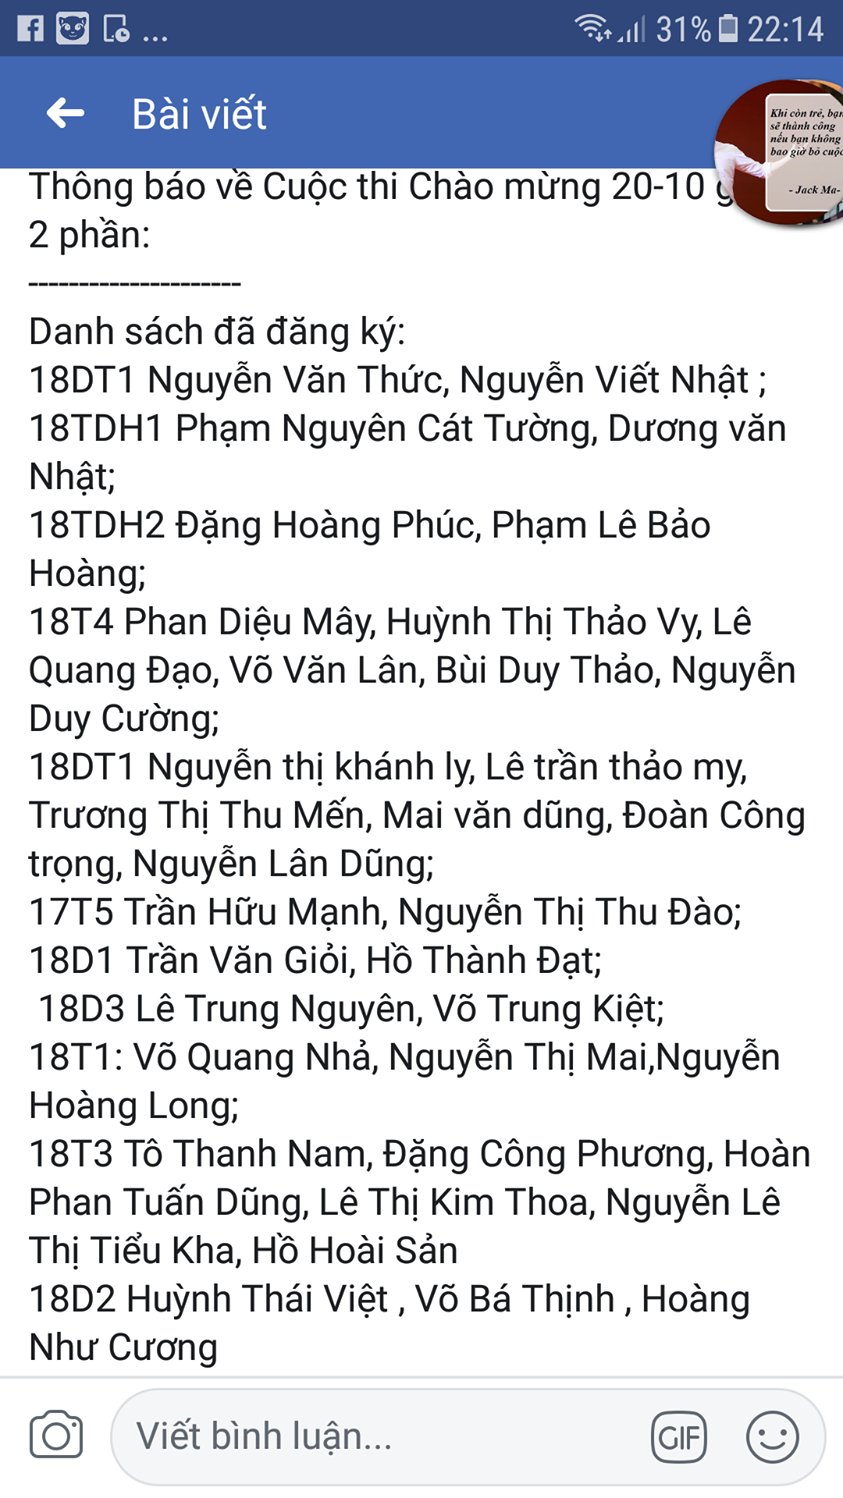 ... 31% 22:14
Bài viết
Khi còn trẻ, bạn
sẽ thành công
nếu bạn không
bao giờ bỏ cuộc
- Jack Ma-
Thông báo về Cuộc thi Chào mừng 20-10
2 phần:
---------------------
Danh sách đã đăng ký:
18DT1 Nguyễn Văn Thức, Nguyễn Viết Nhật ;
18TDH1 Phạm Nguyên Cát Tường, Dương văn
Nhật;
18TDH2 Đặng Hoàng Phúc, Phạm Lê Bảo
Hoàng;
18T4 Phan Diệu Mây, Huỳnh Thị Thảo Vy, Lê
Quang Đạo, Võ Văn Lân, Bùi Duy Thảo, Nguyễn
Duy Cường;
18DT1 Nguyễn thị khánh ly, Lê trần thảo my,
Trương Thị Thu Mến, Mai văn dũng, Đoàn Công
trọng, Nguyễn Lân Dũng;
17T5 Trần Hữu Mạnh, Nguyễn Thị Thu Đào;
18D1 Trần Văn Giỏi, Hồ Thành Đạt;
18D3 Lê Trung Nguyên, Võ Trung Kiệt;
18T1: Võ Quang Nhả, Nguyễn Thị Mai,Nguyễn
Hoàng Long;
18T3 Tô Thanh Nam, Đặng Công Phương, Hoàn
Phan Tuấn Dũng, Lê Thị Kim Thoa, Nguyễn Lê
Thị Tiểu Kha, Hồ Hoài Sản
18D2 Huỳnh Thái Việt , Võ Bá Thịnh , Hoàng
Như Cương
Viết bình luận...
GIF